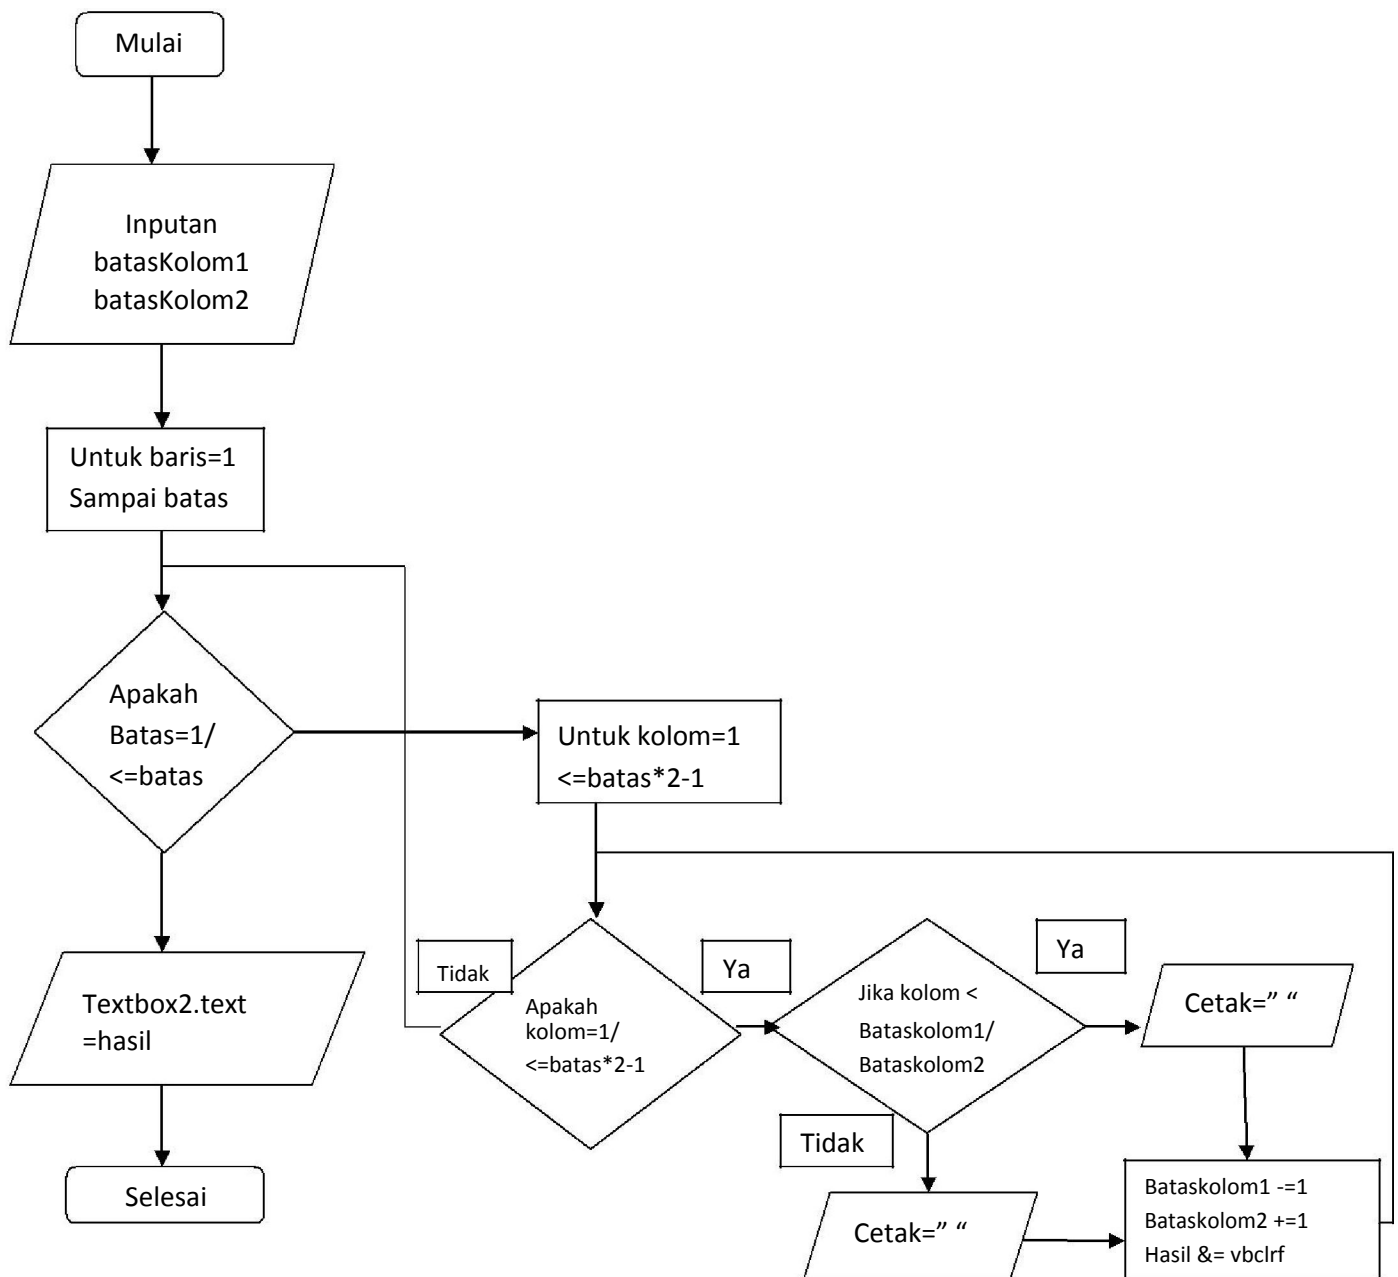 Mulai
Inputan
batasKolom1
batasKolom2
Untuk baris=1
Sampai batas
Apakah
Batas=1/
<=batas
Untuk kolom=1
<=batas*2-1
Textbox2.text
=hasil
Selesai
Tidak
Apakah
kolom=1/
<=batas*2-1
Ya
Jika kolom <
Bataskolom1/
Bataskolom2
Ya
Cetak=” “
Tidak
Cetak=” “
Bataskolom1 -=1
Bataskolom2 +=1
Hasil &= vbclrf